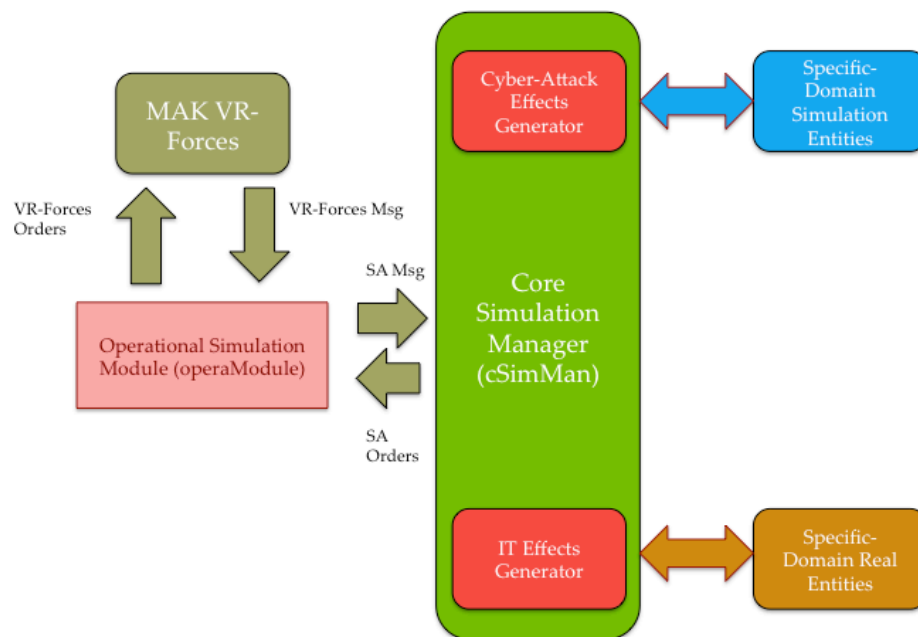 Cyber-Attack
Effects
Generator
Specific-
Domain
Simulation
Entities
MAK VR-
Forces
VR-Forces
Orders
VR-Forces Msg
SA Msg
Core
Simulation
Manager
(cSimMan)
Operational Simulation
Module (operaModule)
SA
Orders
IT Effects
Generator
Specific-
Domain Real
Entities